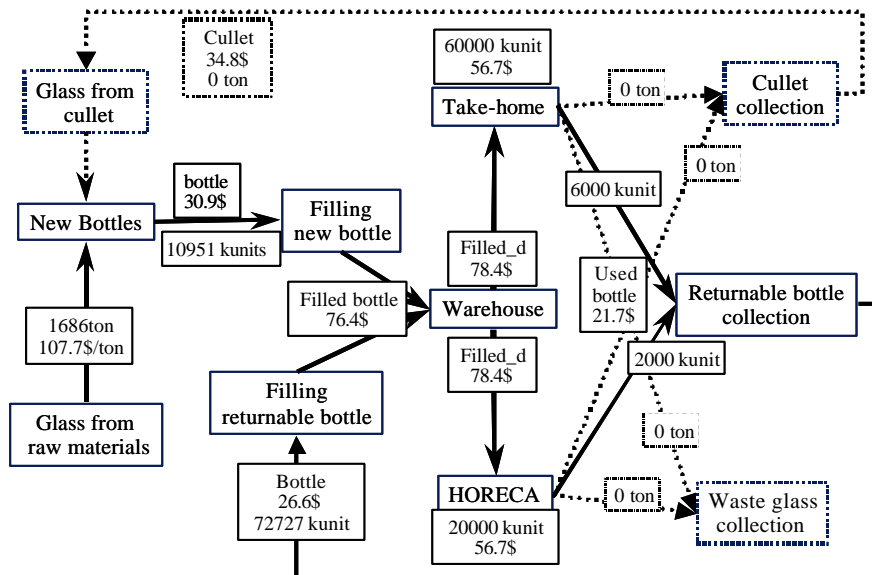 Cullet
34.8$
0 ton
60000 kunit
56.7$
Glass from
cullet
Take-home
0 ton
Cullet
collection
0 ton
bottle
30.9$
6000 kunit
New Bottles
Filling
new bottle
10951 kunits
Filled_d
78.4$
Used
bottle
21.7$
Filled bottle
76.4$
Warehouse
Returnable bottle
collection
1686ton
107.7$/ton
Filled_d
78.4$
2000 kunit
Filling
returnable bottle
Glass from
raw materials
0 ton
Bottle
26.6$
72727 kunit
HORECA
0 ton
Waste glass
collection
20000 kunit
56.7$